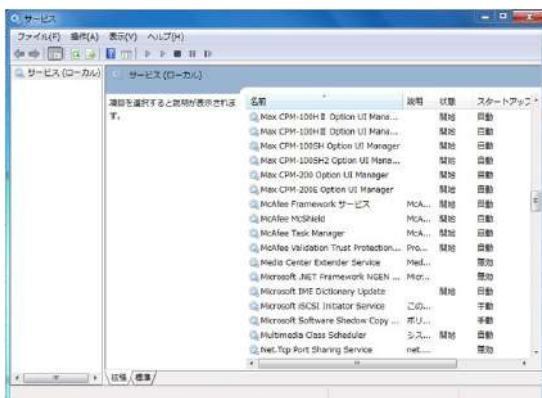 サービス
ファイル(F) 操作(A) 表示(V) ヘルプ(H)
サービス (ローカル)
サービス (ローカル)
項目を選択すると説明が表示されま
す。
名前 説明 状態 スタートアップ
Max CPM-100HⅡ Option UI Mana... 開始 自動
Max CPM-100HⅢ Option UI Mana... 開始 自動
Max CPM-100SH Option UI Manager 開始 自動
Max CPM-100SH2 Option UI Mana... 開始 自動
Max CPM-200 Option UI Manager 開始 自動
Max CPM-200E Option UI Manager 開始 自動
McAfee Framework サービス McA... 開始 自動
McAfee McShield McA... 開始 自動
McAfee Task Manager McA... 開始 自動
McAfee Validation Trust Protection... Pro... 開始 自動
Media Center Extender Service Med... 無効
Microsoft .NET Framework NGEN ... Micr... 無効
Microsoft IME Dictionary Update 開始 自動
Microsoft iSCSI Initiator Service この... 手動
Microsoft Software Shadow Copy ... ボリ... 手動
Multimedia Class Scheduler シス... 開始 自動
Net.Tcp Port Sharing Service net.... 無効
拡張 標準